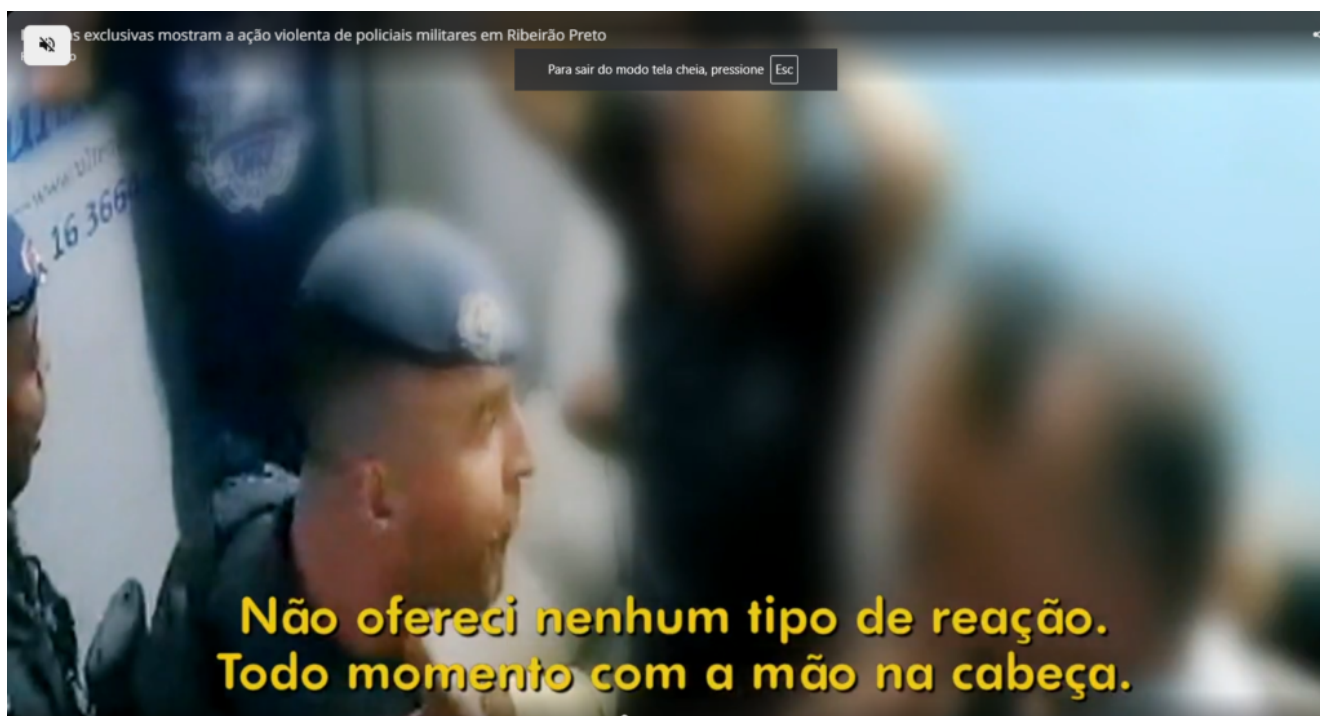 s exclusivas mostram a ação violenta de policiais militares em Ribeirão Preto
Para sair do modo tela cheia, pressione Esc
16 366
Não ofereci nenhum tipo de reação.
Todo momento com a mão na cabeça.